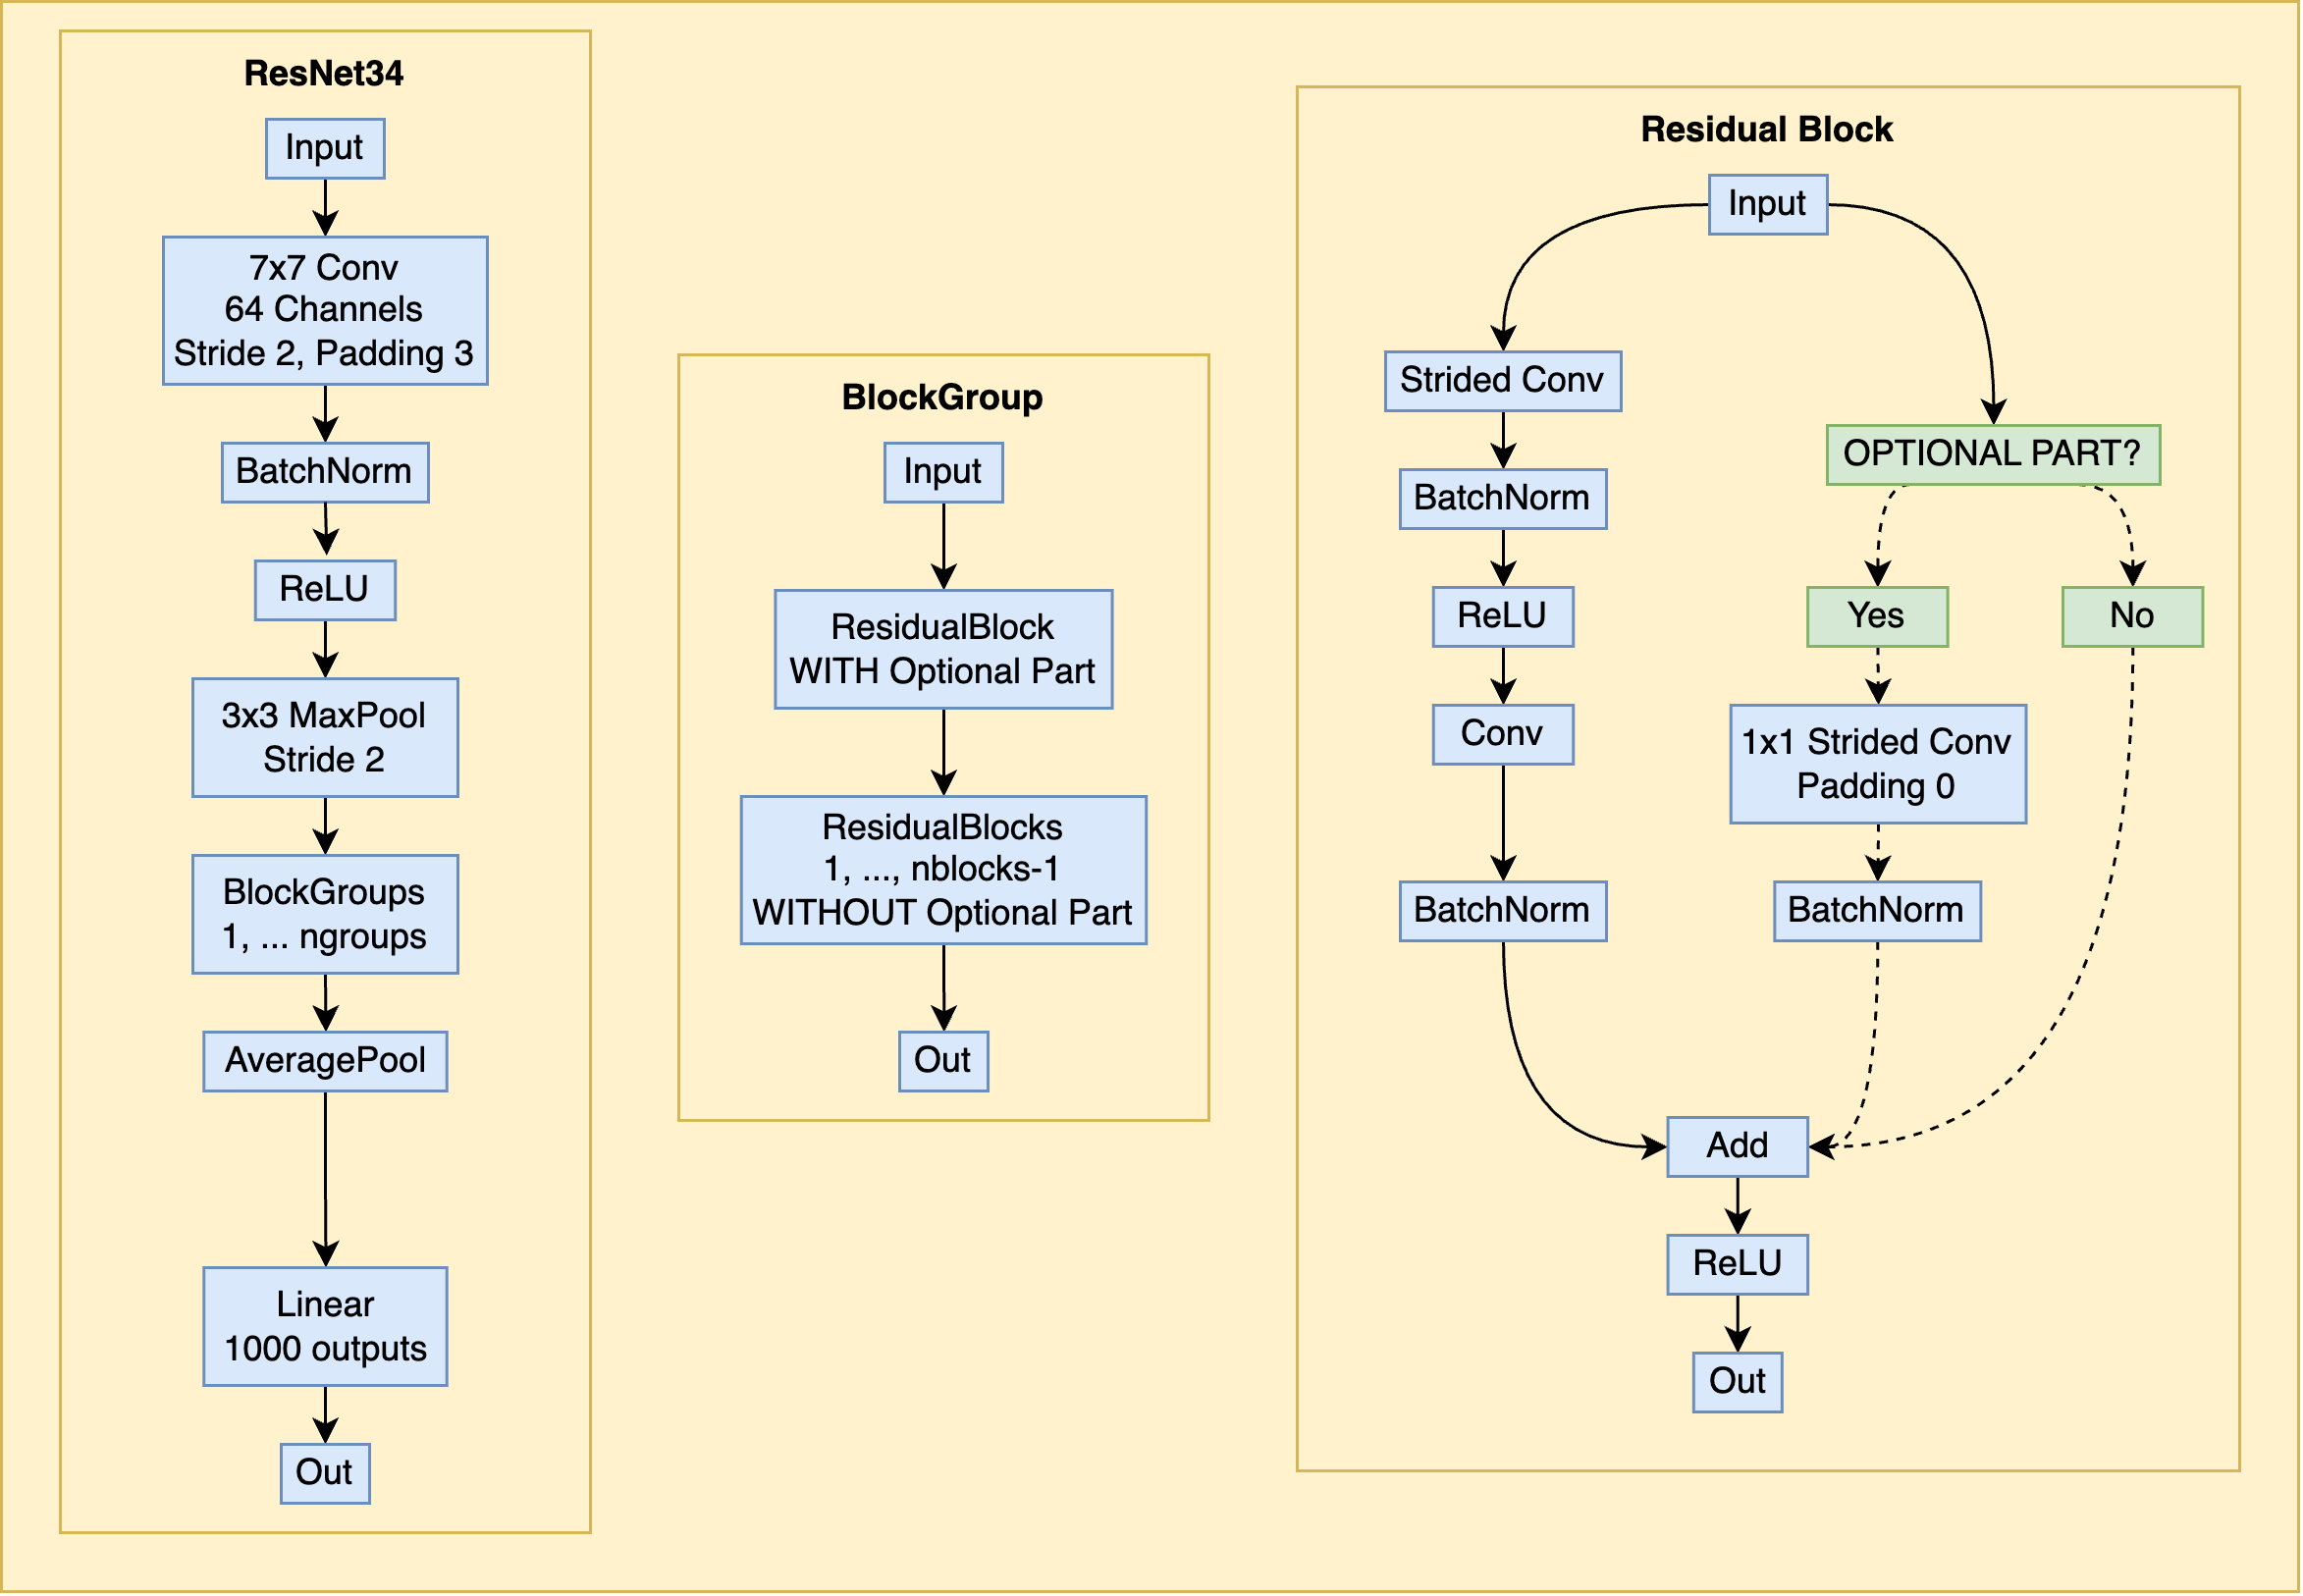 ResNet34
Input
7x7 Conv
64 Channels
Stride 2, Padding 3
BatchNorm
ReLU
3x3 MaxPool
Stride 2
BlockGroups
1, ... ngroups
AveragePool
Linear
1000 outputs
Out
BlockGroup
Input
ResidualBlock
WITH Optional Part
ResidualBlocks
1, ..., nblocks-1
WITHOUT Optional Part
Out
Residual Block
Input
Strided Conv
BatchNorm
ReLU
Conv
BatchNorm
OPTIONAL PART?
Yes
No
1x1 Strided Conv
Padding 0
BatchNorm
Add
ReLU
Out